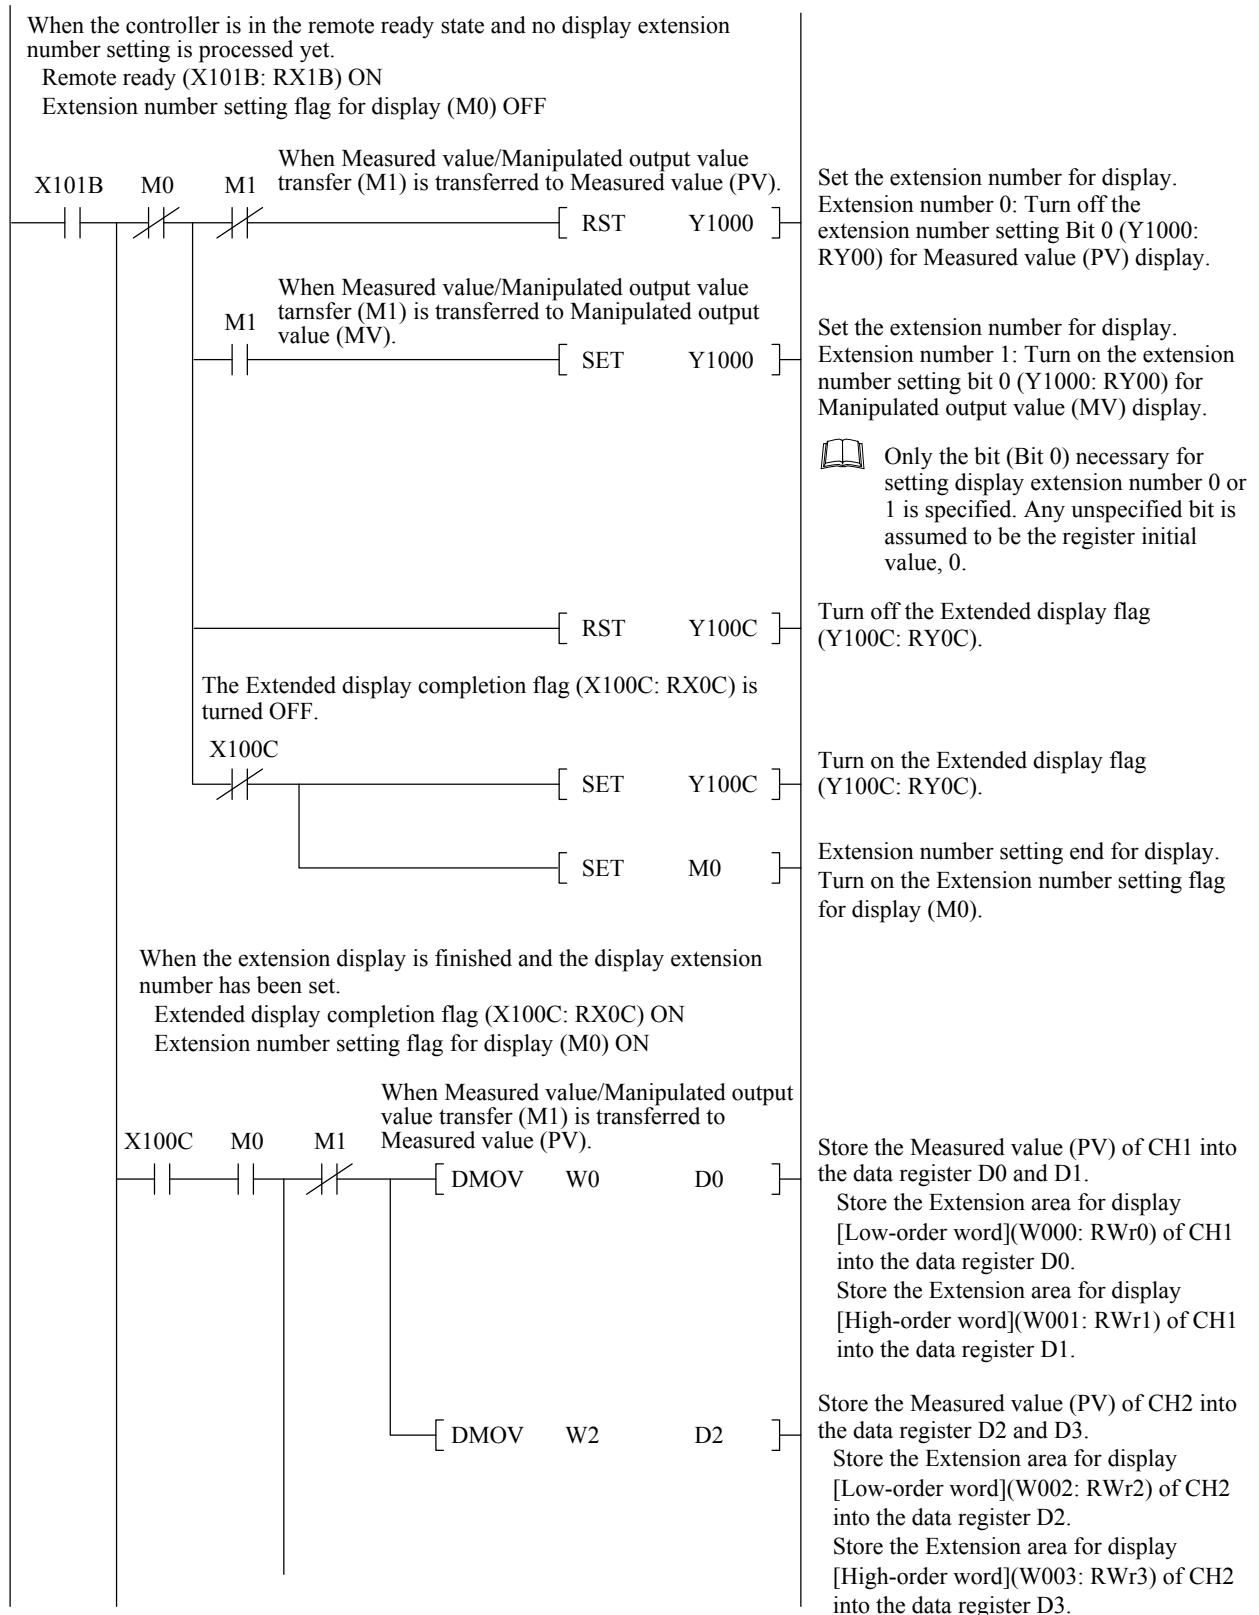 When the controller is in the remote ready state and no display extension
number setting is processed yet.
Remote ready (X101B: RX1B) ON
Extension number setting flag for display (M0) OFF
When Measured value/Manipulated output value
transfer (M1) is transferred to Measured value (PV).
X101B M0 M1
RST Y1000
Set the extension number for display.
Extension number 0: Turn off the
extension number setting Bit 0 (Y1000:
RY00) for Measured value (PV) display.
When Measured value/Manipulated output value
tarnsfer (M1) is transferred to Manipulated output
value (MV).
M1
SET Y1000
Set the extension number for display.
Extension number 1: Turn on the extension
number setting bit 0 (Y1000: RY00) for
Manipulated output value (MV) display.
Only the bit (Bit 0) necessary for
setting display extension number 0 or
1 is specified. Any unspecified bit is
assumed to be the register initial
value, 0.
RST Y100C
Turn off the Extended display flag
(Y100C: RY0C).
The Extended display completion flag (X100C: RX0C) is
turned OFF.
X100C
SET Y100C
Turn on the Extended display flag
(Y100C: RY0C).
SET M0
Extension number setting end for display.
Turn on the Extension number setting flag
for display (M0).
When the extension display is finished and the display extension
number has been set.
Extended display completion flag (X100C: RX0C) ON
Extension number setting flag for display (M0) ON
When Measured value/Manipulated output
value transfer (M1) is transferred to
Measured value (PV).
X100C M0 M1
DMOV W0 D0
Store the Measured value (PV) of CH1 into
the data register D0 and D1.
Store the Extension area for display
[Low-order word](W000: RWr0) of CH1
into the data register D0.
Store the Extension area for display
[High-order word](W001: RWr1) of CH1
into the data register D1.
DMOV W2 D2
Store the Measured value (PV) of CH2 into
the data register D2 and D3.
Store the Extension area for display
[Low-order word](W002: RWr2) of CH2
into the data register D2.
Store the Extension area for display
[High-order word](W003: RWr3) of CH2
into the data register D3.